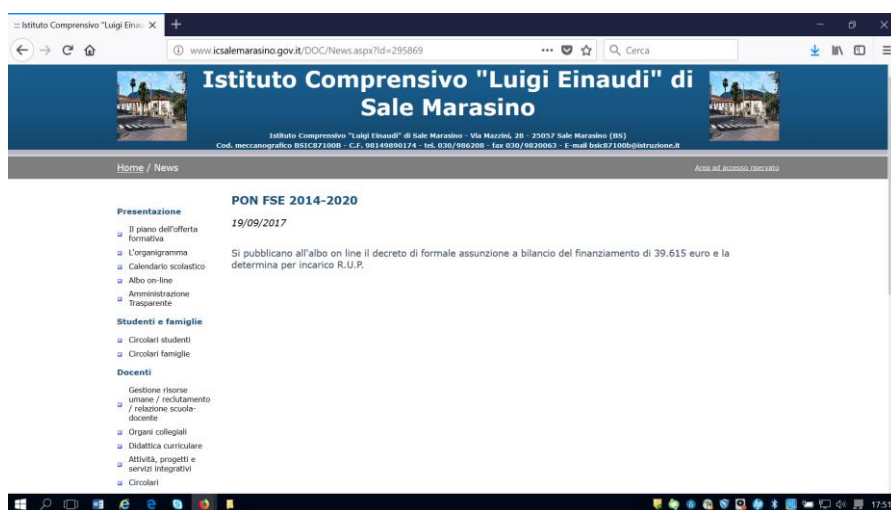 ::: Istituto Comprensivo "Luigi Einau
www.icsalemarasino.gov.it/DOC/News.aspx?Id=295869
Cerca
Istituto Comprensivo "Luigi Einaudi" di
Sale Marasino
Istituto Comprensivo "Luigi Einaudi" di Sale Marasino - Via Mazzini, 28 - 25057 Sale Marasino (BS)
Cod. meccanografico BSIC87100B - C.F. 98149890174 - tel. 030/986208 - fax 030/9820063 - E-mail bsic87100b@istruzione.it
Home / News
Area ad accesso riservato
Presentazione
Il piano dell'offerta
formativa
L'organigramma
Calendario scolastico
Albo on-line
Amministrazione
Trasparente
Studenti e famiglie
Circolari studenti
Circolari famiglie
Docenti
Gestione risorse
umane / reclutamento
/ relazione scuola-
docente
Organi collegiali
Didattica curriculare
Attività, progetti e
servizi integrativi
Circolari
PON FSE 2014-2020
19/09/2017
Si pubblicano all'albo on line il decreto di formale assunzione a bilancio del finanziamento di 39.615 euro e la
determina per incarico R.U.P.
17:51